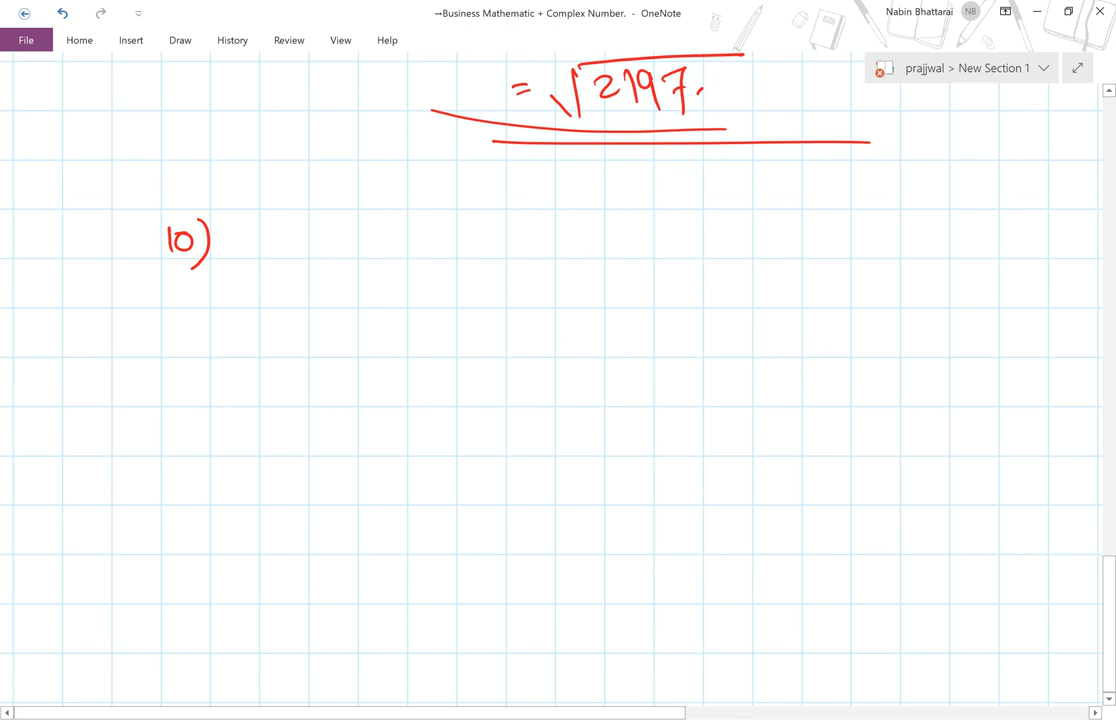 →Business Mathematic + Complex Number. - OneNote
Nabin Bhattarai NB
File Home Insert Draw History Review View Help
prajjwal > New Section 1
= √2197.
10)